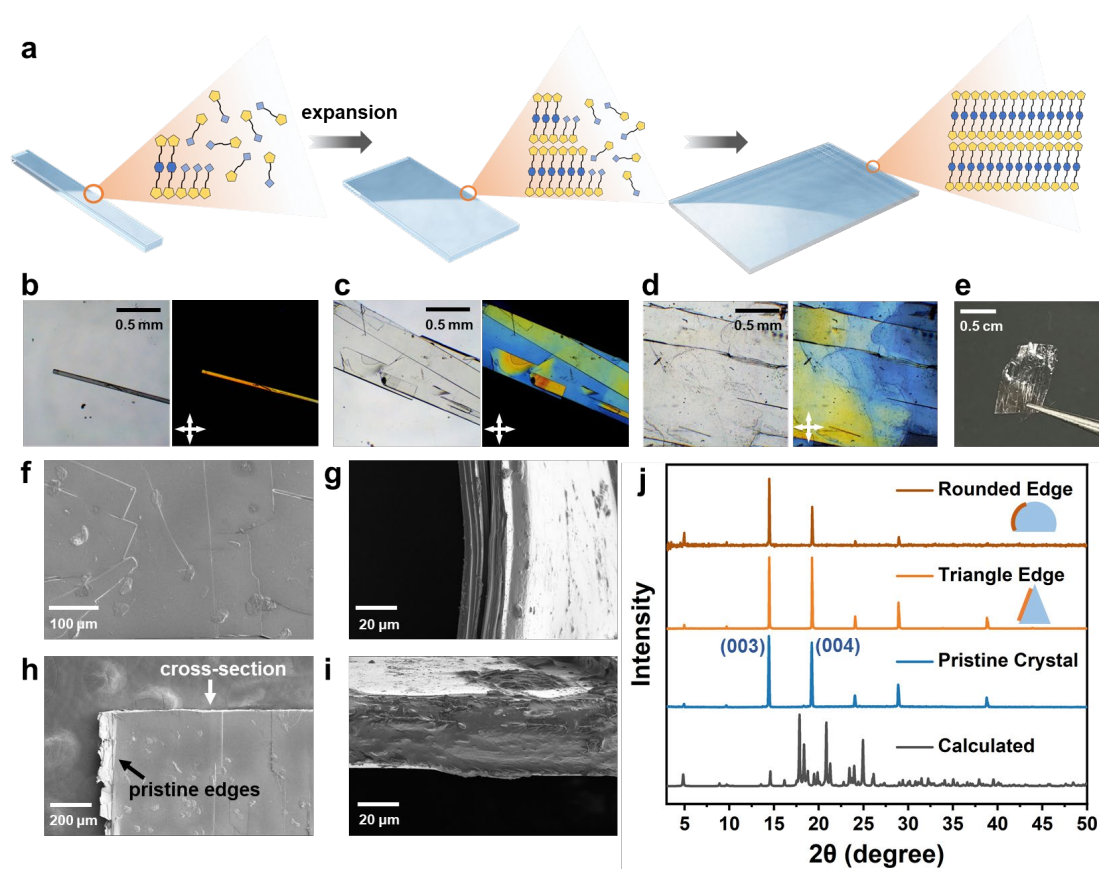 a
expansion
b
c
d
e
0.5 mm
0.5 mm
0.5 mm
0.5 cm
f
g
100 µm
20 µm
h
i
cross-section
pristine edges
200 µm
20 µm
j
Rounded Edge
Triangle Edge
(003)
(004)
Pristine Crystal
Calculated
Intensity
5
10
15
20
25
30
35
40
45
50
2θ (degree)